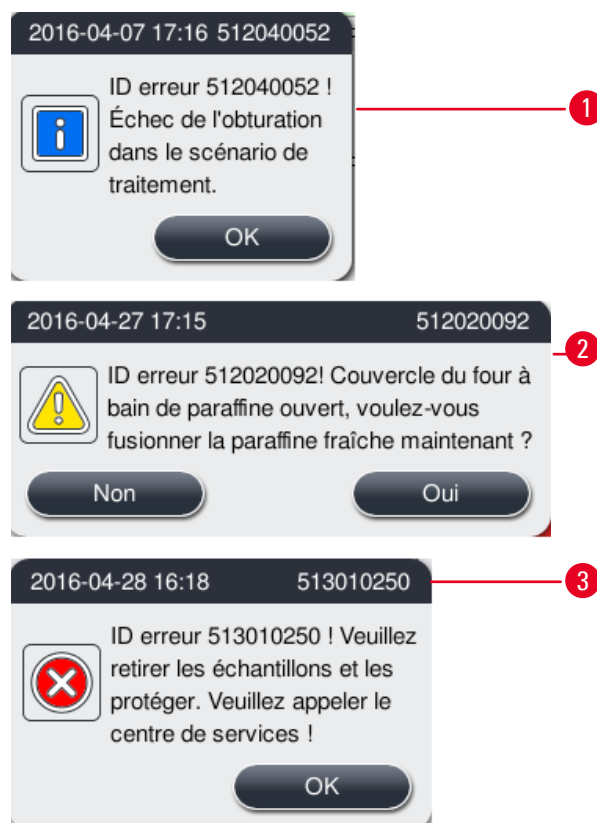 2016-04-07 17:16 512040052
ID erreur 512040052 !
Échec de l'obturation
dans le scénario de
traitement.
OK
1
2016-04-27 17:15 512020092
2
ID erreur 512020092! Couvercle du four à
bain de paraffine ouvert, voulez-vous
fusionner la paraffine fraîche maintenant ?
Non Oui
2016-04-28 16:18 513010250
3
ID erreur 513010250 ! Veuillez
retirer les échantillons et les
protéger. Veuillez appeler le
centre de services !
OK